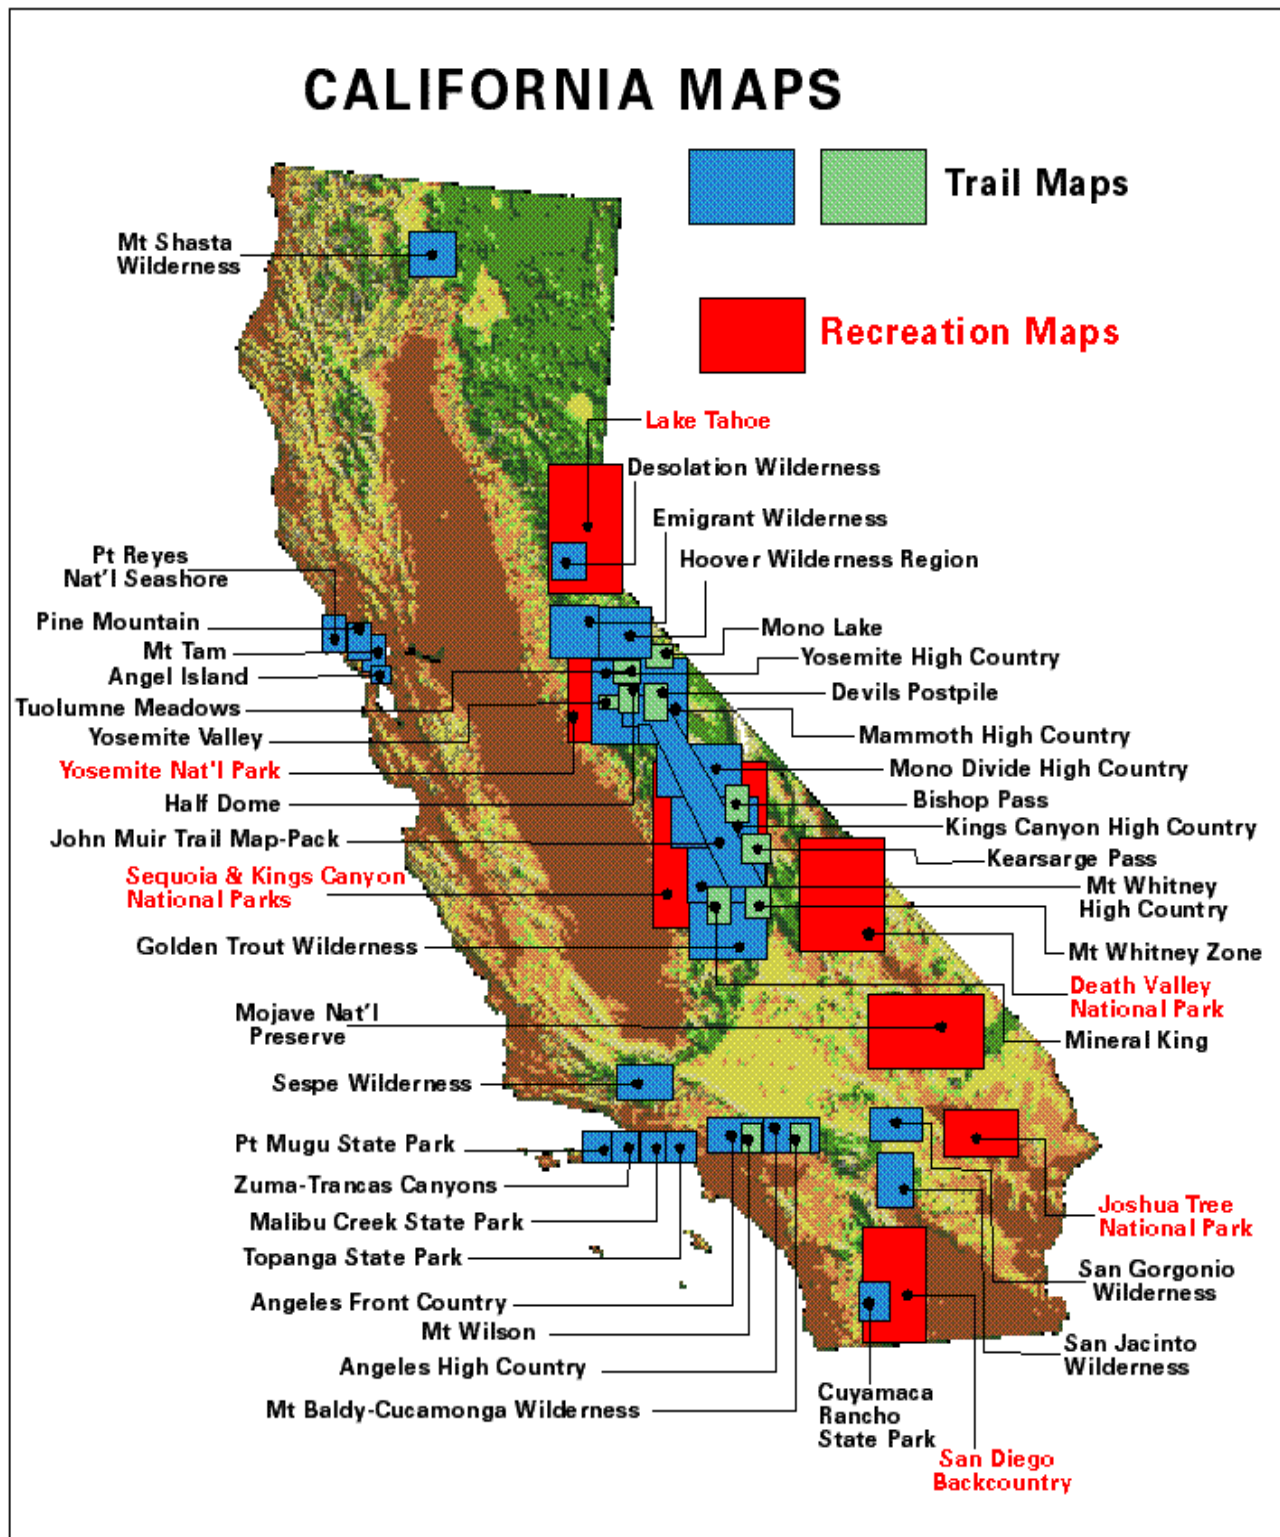 CALIFORNIA MAPS
Trail Maps
Mt Shasta
Wilderness
Recreation Maps
Lake Tahoe
Desolation Wilderness
Emigrant Wilderness
Hoover Wilderness Region
Pt Reyes
Nat'l Seashore
Pine Mountain
Mono Lake
Mt Tam
Yosemite High Country
Angel Island
Devils Postpile
Tuolumne Meadows
Mammoth High Country
Yosemite Valley
Mono Divide High Country
Yosemite Nat'l Park
Bishop Pass
Half Dome
Kings Canyon High Country
John Muir Trail Map-Pack
Kearsarge Pass
Sequoia & Kings Canyon
National Parks
Mt Whitney
High Country
Golden Trout Wilderness
Mt Whitney Zone
Death Valley
National Park
Mojave Nat'l
Preserve
Mineral King
Sespe Wilderness
Pt Mugu State Park
Zuma-Trancas Canyons
Joshua Tree
National Park
Malibu Creek State Park
Topanga State Park
San Gorgonio
Wilderness
Angeles Front Country
Mt Wilson
San Jacinto
Wilderness
Angeles High Country
Mt Baldy-Cucamonga Wilderness
Cuyamaca
Rancho
State Park
San Diego
Backcountry